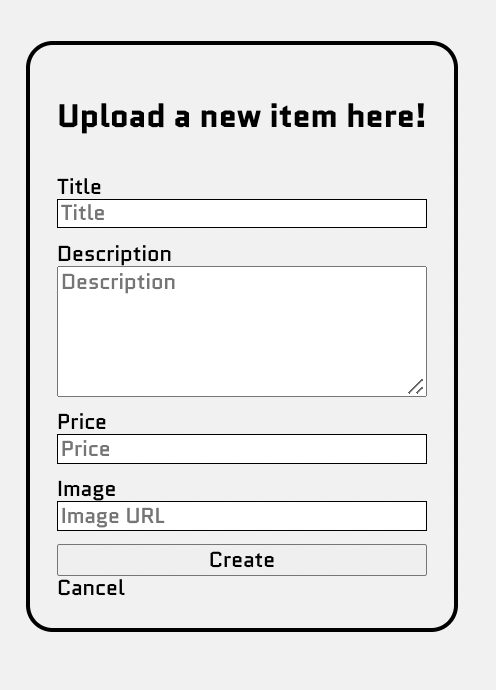 Upload a new item here!
Title
Title
Description
Description
Price
Price
Image
Image URL
Create
Cancel